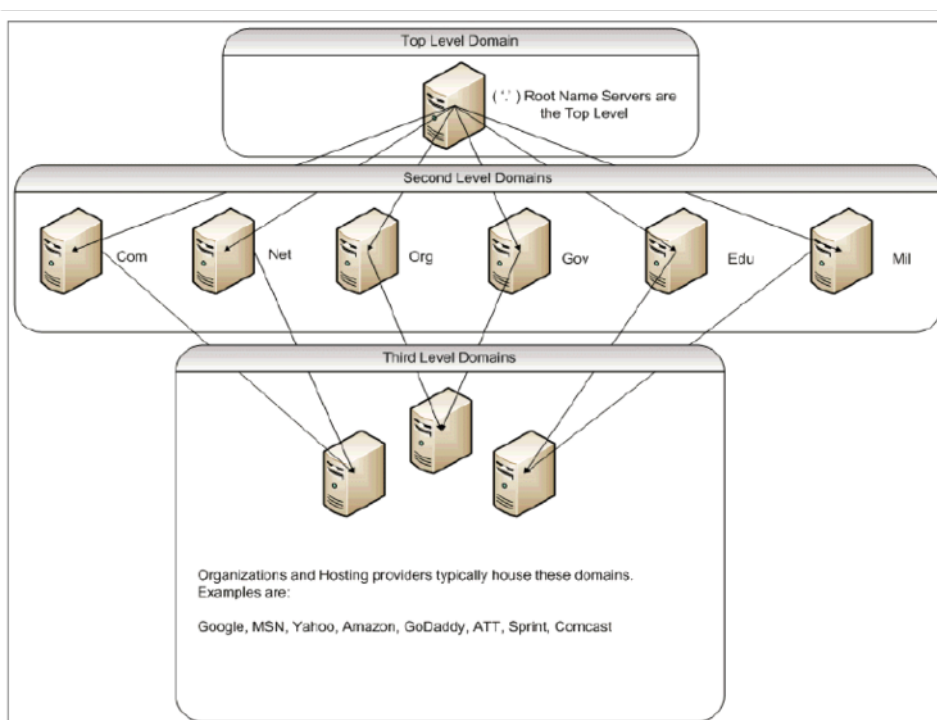 Top Level Domain
( '.' ) Root Name Servers are
the Top Level
Second Level Domains
Com
Net
Org
Gov
Edu
Mil
Third Level Domains
Organizations and Hosting providers typically house these domains.
Examples are:
Google, MSN, Yahoo, Amazon, GoDaddy, ATT, Sprint, Comcast